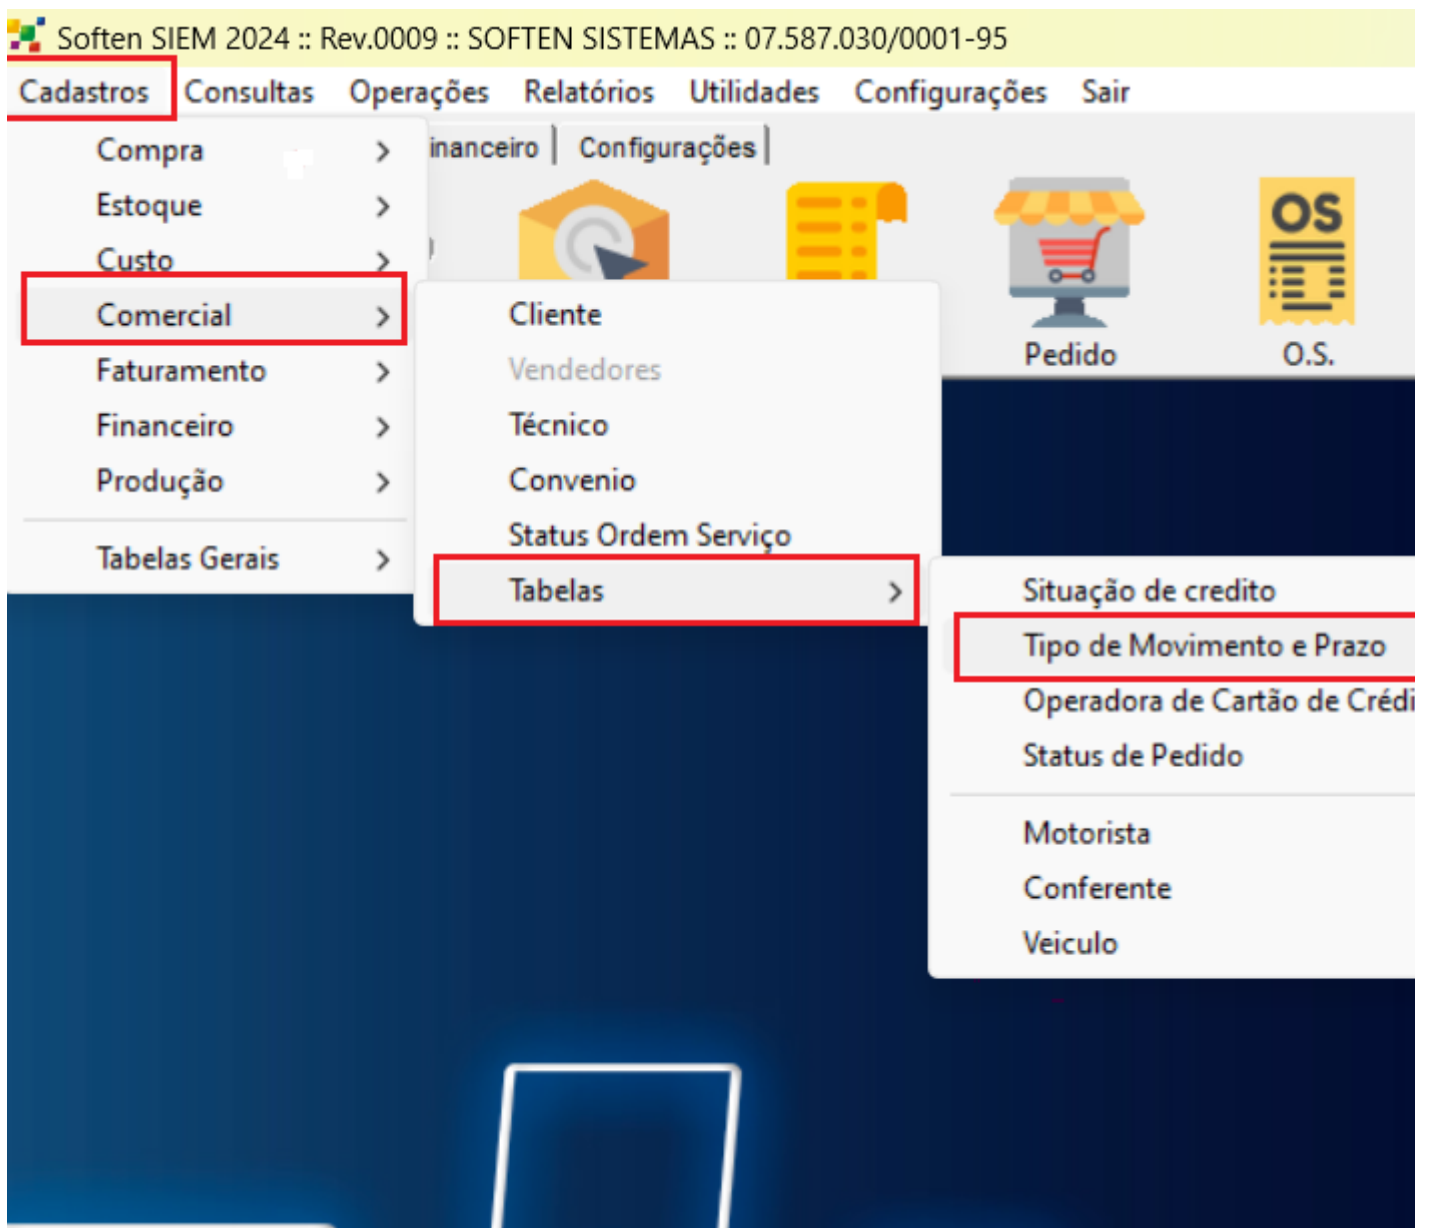 Soften SIEM 2024 :: Rev.0009 :: SOFTEN SISTEMAS :: 07.587.030/0001-95
Cadastros Consultas Operações Relatórios Utilidades Configurações Sair
inanceiro Configurações
Compra
Estoque
Custo
Comercial
Faturamento
Financeiro
Produção
Tabelas Gerais
Cliente
Vendedores
Técnico
Convenio
Status Ordem Serviço
Tabelas
Situação de credito
Tipo de Movimento e Prazo
Operadora de Cartão de Crédi
Status de Pedido
Motorista
Conferente
Veiculo
OS
Pedido
O.S.